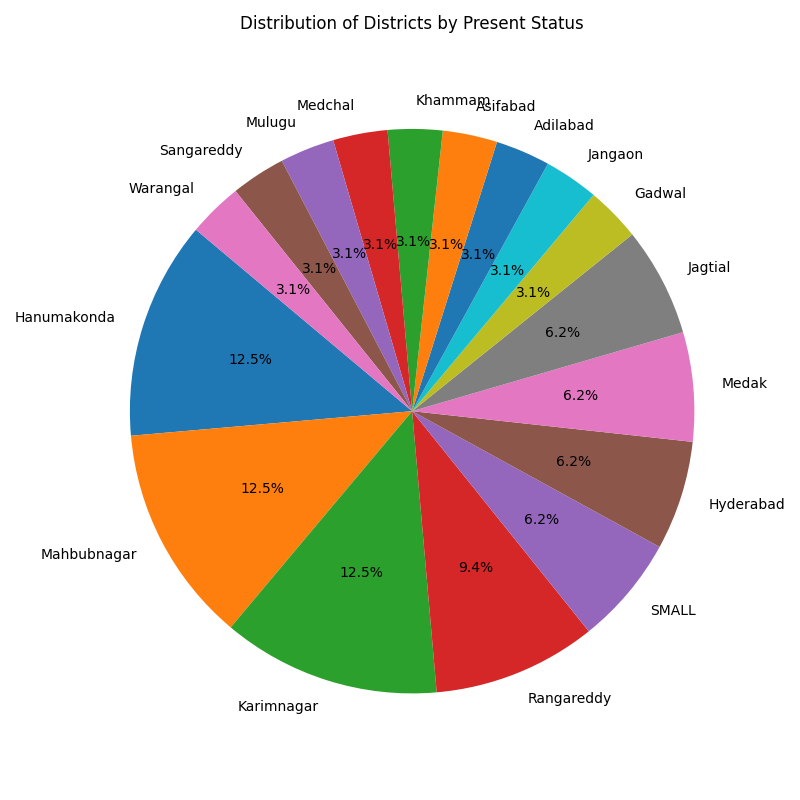 Distribution of Districts by Present Status
Khammam
Asifabad
Medchal
Adilabad
Mulugu
Jangaon
Sangareddy
Gadwal
Warangal
Jagtial
Hanumakonda
Medak
Hyderabad
Mahbubnagar
SMALL
Rangareddy
Karimnagar
3.1%
3.1%
3.1%
3.1%
3.1%
3.1%
3.1%
3.1%
3.1%
3.1%
6.2%
12.5%
6.2%
6.2%
12.5%
6.2%
9.4%
12.5%